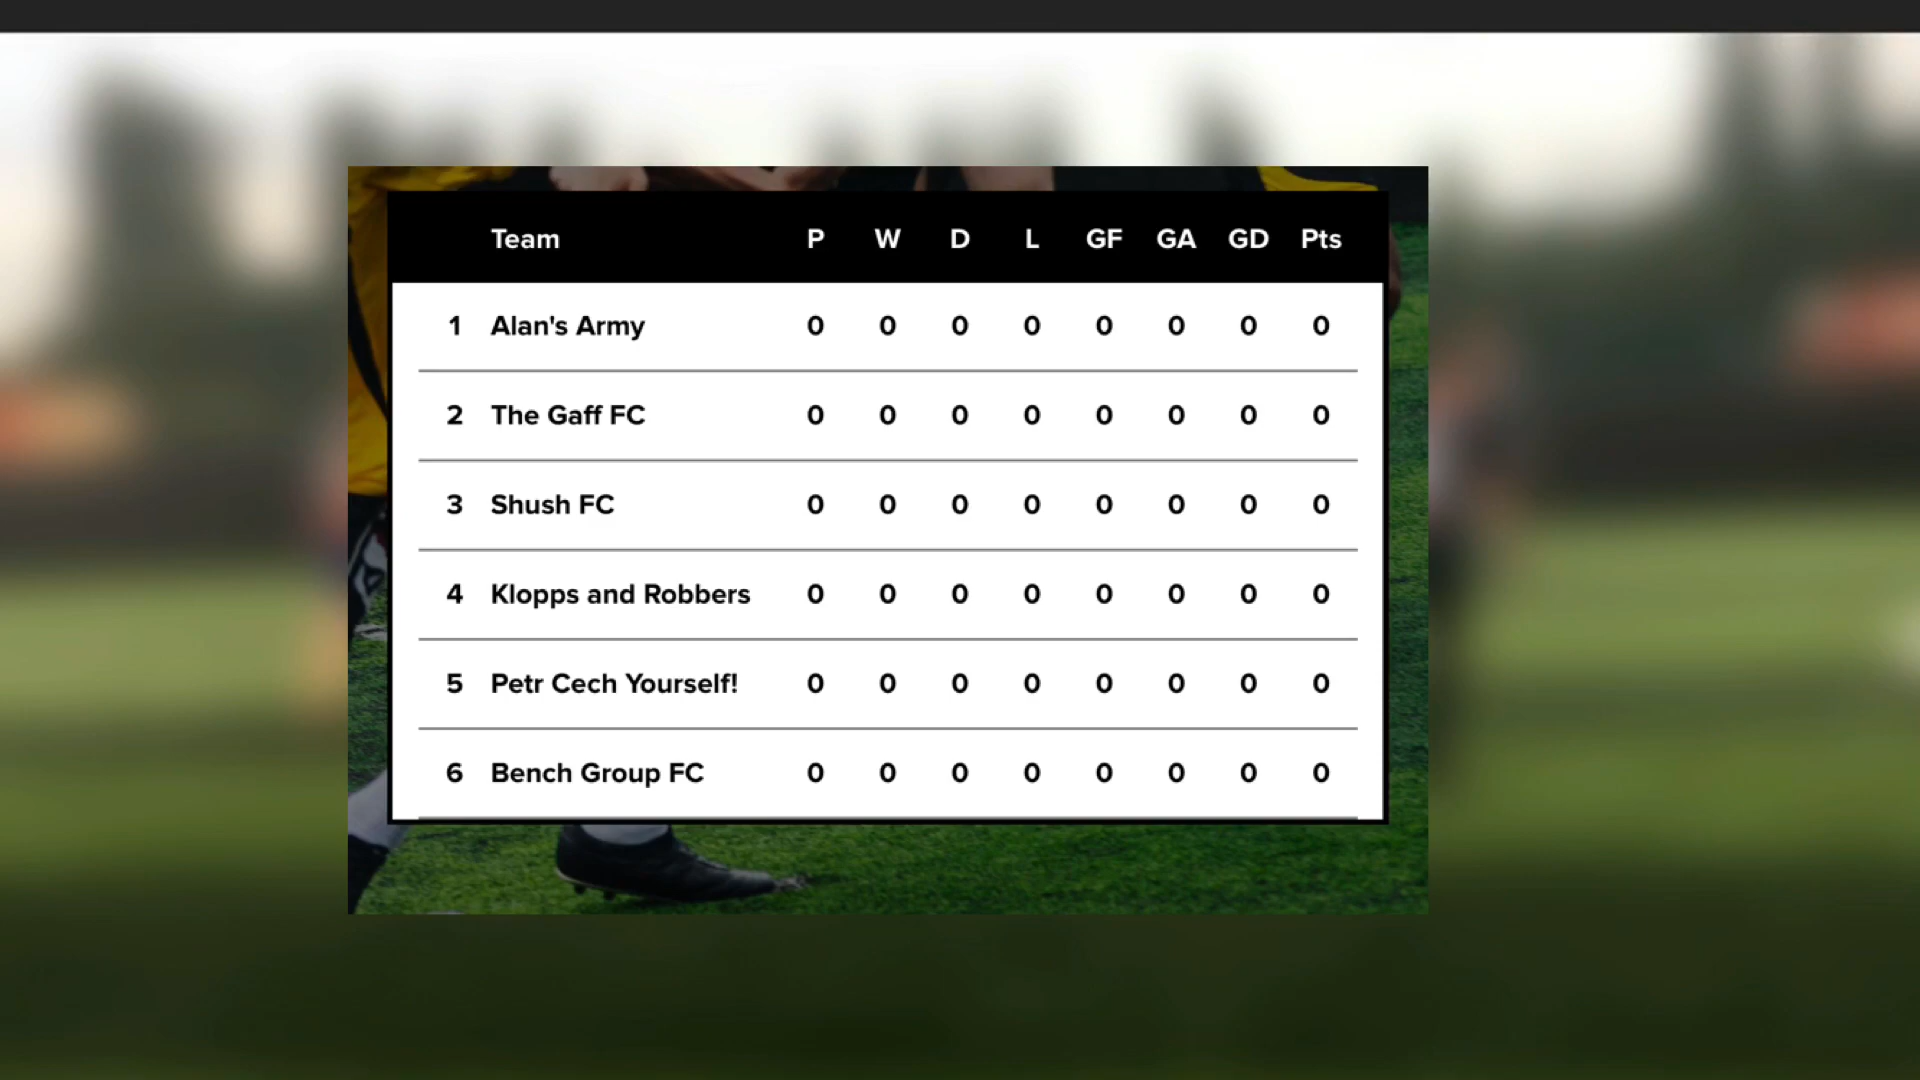 Team P W D L GF GA GD Pts
1 Alan's Army 0 0 0 0 0 0 0 0
2 The Gaff FC 0 0 0 0 0 0 0 0
3 Shush FC 0 0 0 0 0 0 0 0
4 Klopps and Robbers 0 0 0 0 0 0 0 0
5 Petr Cech Yourself! 0 0 0 0 0 0 0 0
6 Bench Group FC 0 0 0 0 0 0 0 0